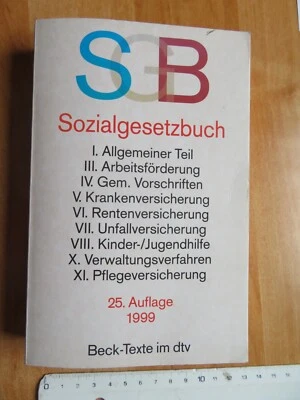 SGB
Sozialgesetzbuch
I. Allgemeiner Teil
III. Arbeitsförderung
IV. Gem. Vorschriften
V. Krankenversicherung
VI. Rentenversicherung
VII. Unfallversicherung
VIII. Kinder-/Jugendhilfe
X. Verwaltungsverfahren
XI. Pflegeversicherung
25. Auflage
1999
Beck-Texte im dtv